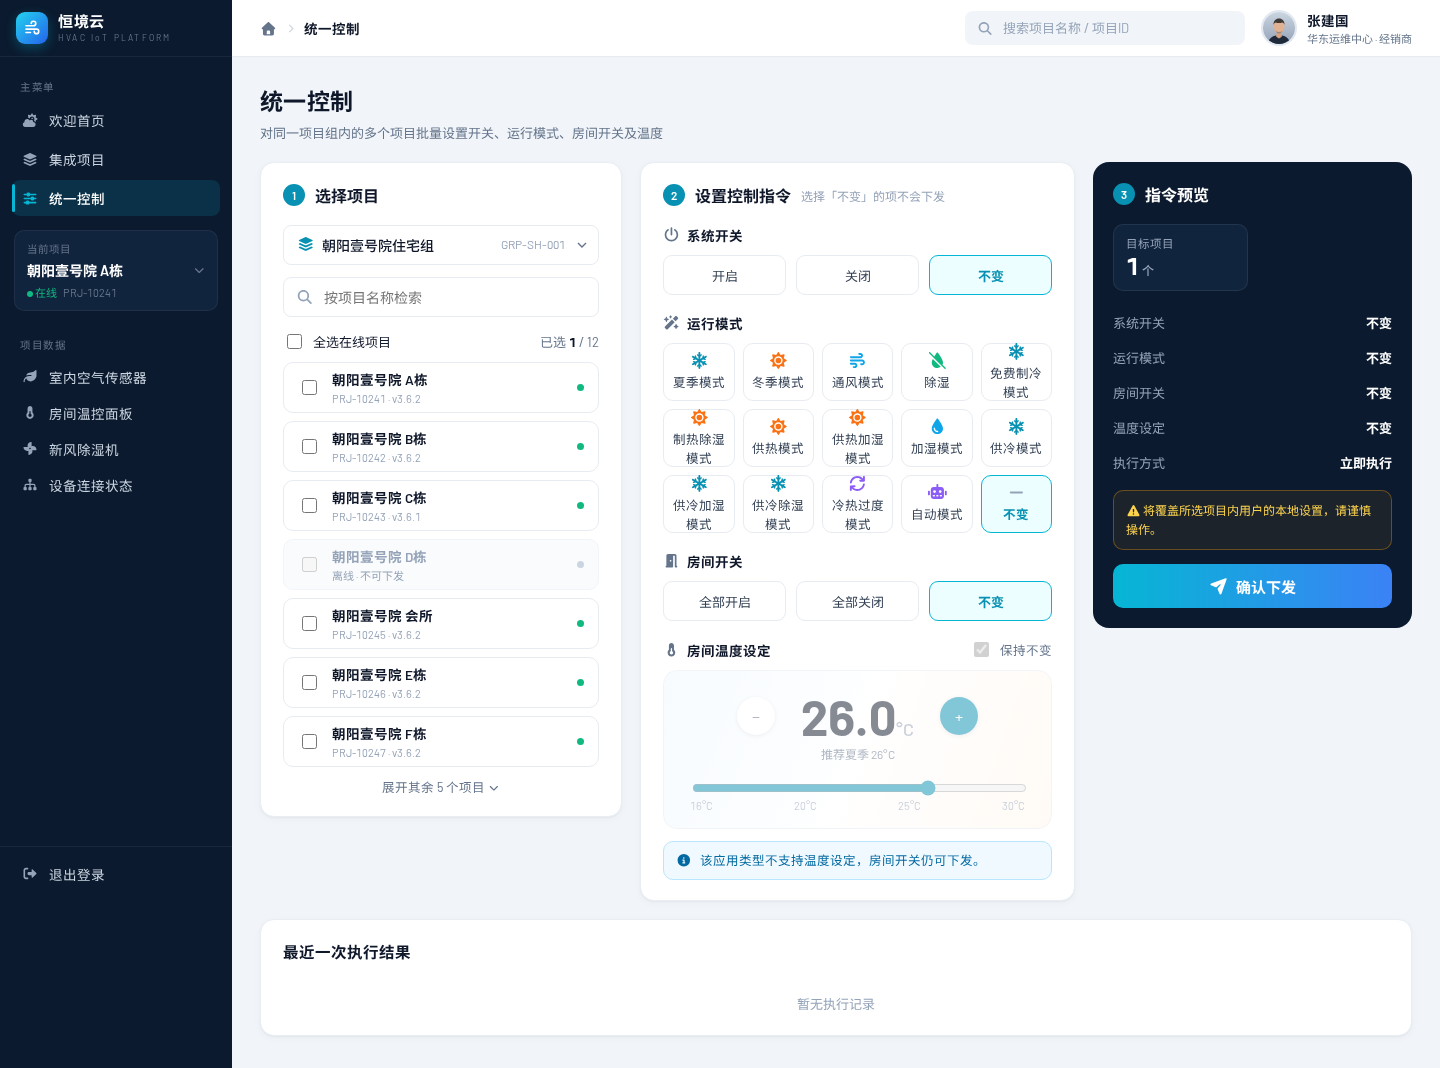 恒境云
HVAC IoT PLATFORM
主菜单
欢迎首页
集成项目
统一控制
当前项目
朝阳壹号院 A栋
在线 PRJ-10241
项目数据
室内空气传感器
房间温控面板
新风除湿机
设备连接状态
退出登录
统一控制
搜索项目名称 / 项目ID
张建国
华东运维中心 · 经销商
统一控制
对同一项目组内的多个项目批量设置开关、运行模式、房间开关及温度
1 选择项目
朝阳壹号院住宅组 GRP-SH-001
按项目名称检索
全选在线项目 已选 1 / 12
朝阳壹号院 A栋
PRJ-10241 · v3.6.2
朝阳壹号院 B栋
PRJ-10242 · v3.6.2
朝阳壹号院 C栋
PRJ-10243 · v3.6.1
朝阳壹号院 D栋
离线 · 不可下发
朝阳壹号院 会所
PRJ-10245 · v3.6.2
朝阳壹号院 E栋
PRJ-10246 · v3.6.2
朝阳壹号院 F栋
PRJ-10247 · v3.6.2
展开其余 5 个项目
2 设置控制指令 选择「不变」的项不会下发
系统开关
开启 关闭 不变
运行模式
夏季模式 冬季模式 通风模式 除湿 免费制冷模式
制热除湿模式 供热模式 供热加湿模式 加湿模式 供冷模式
供冷加湿模式 供冷除湿模式 冷热过度模式 自动模式 不变
房间开关
全部开启 全部关闭 不变
房间温度设定 保持不变
− 26.0°C +
推荐夏季 26°C
16°C 20°C 25°C 30°C
该应用类型不支持温度设定，房间开关仍可下发。
3 指令预览
目标项目
1 个
系统开关 不变
运行模式 不变
房间开关 不变
温度设定 不变
执行方式 立即执行
将覆盖所选项目内用户的本地设置，请谨慎
操作。
确认下发
最近一次执行结果
暂无执行记录